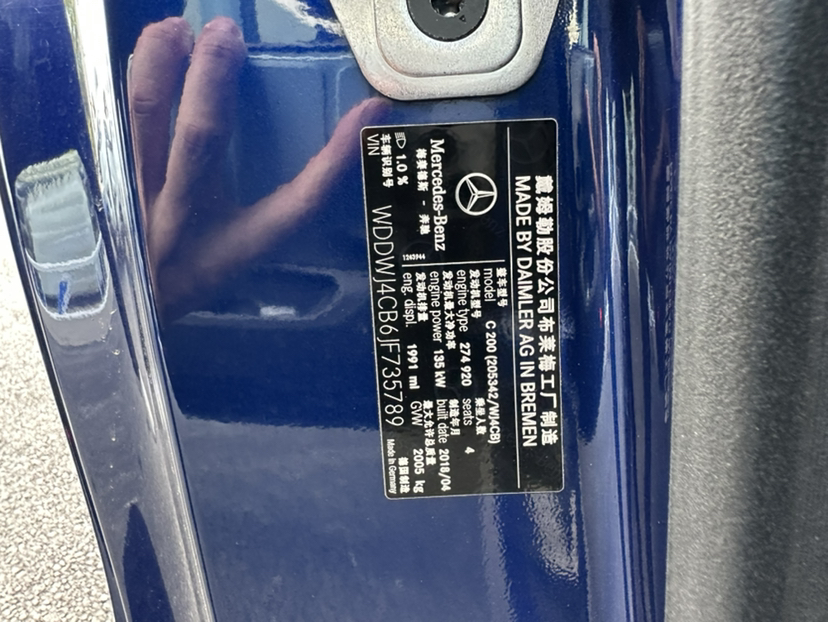 戴姆勒股份公司布莱梅工厂 制造
MADE BY DAIMLER AG IN BREMEN
Mercedes-Benz
梅赛德斯 - 奔驰
1.0 %
整车型号
model C 200 (205342/W/4CB)
发动机型号 乘坐人数
engine type 274 920 seats 4
发动机最大净功率 制造年月
engine power 135 kW built date 2018/04
发动机排量 最大允许总质量
eng. displ. 1991 ml GVW 2005 kg
车辆识别号 德国制造
VIN WDDWJ4CB6JF735789 Made in Germany